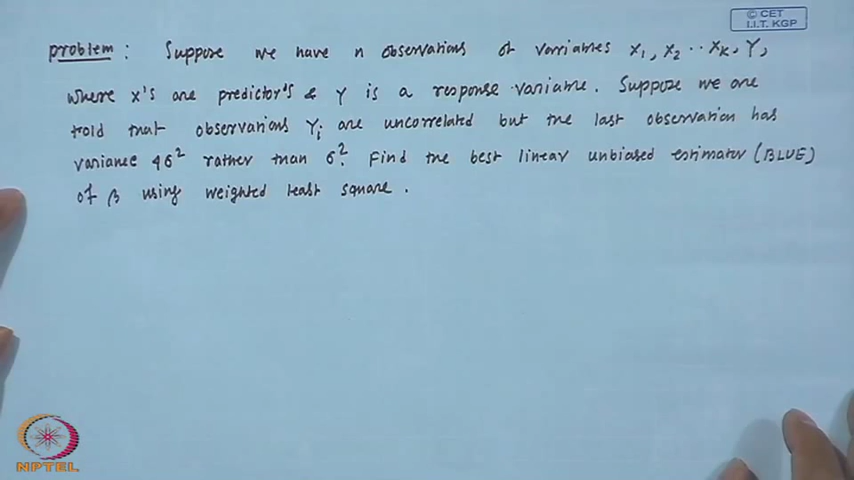 © CET
I.I.T. KGP
problem : Suppose we have n observations of variables X1, X2 .. XK, Y,
where X's are predictor's & Y is a response variable. Suppose we are
told that observations Yi are uncorrelated but the last observation has
variance 4σ² rather than σ². Find the best linear unbiased estimator (BLUE)
of β using weighted least square.
NPTEL